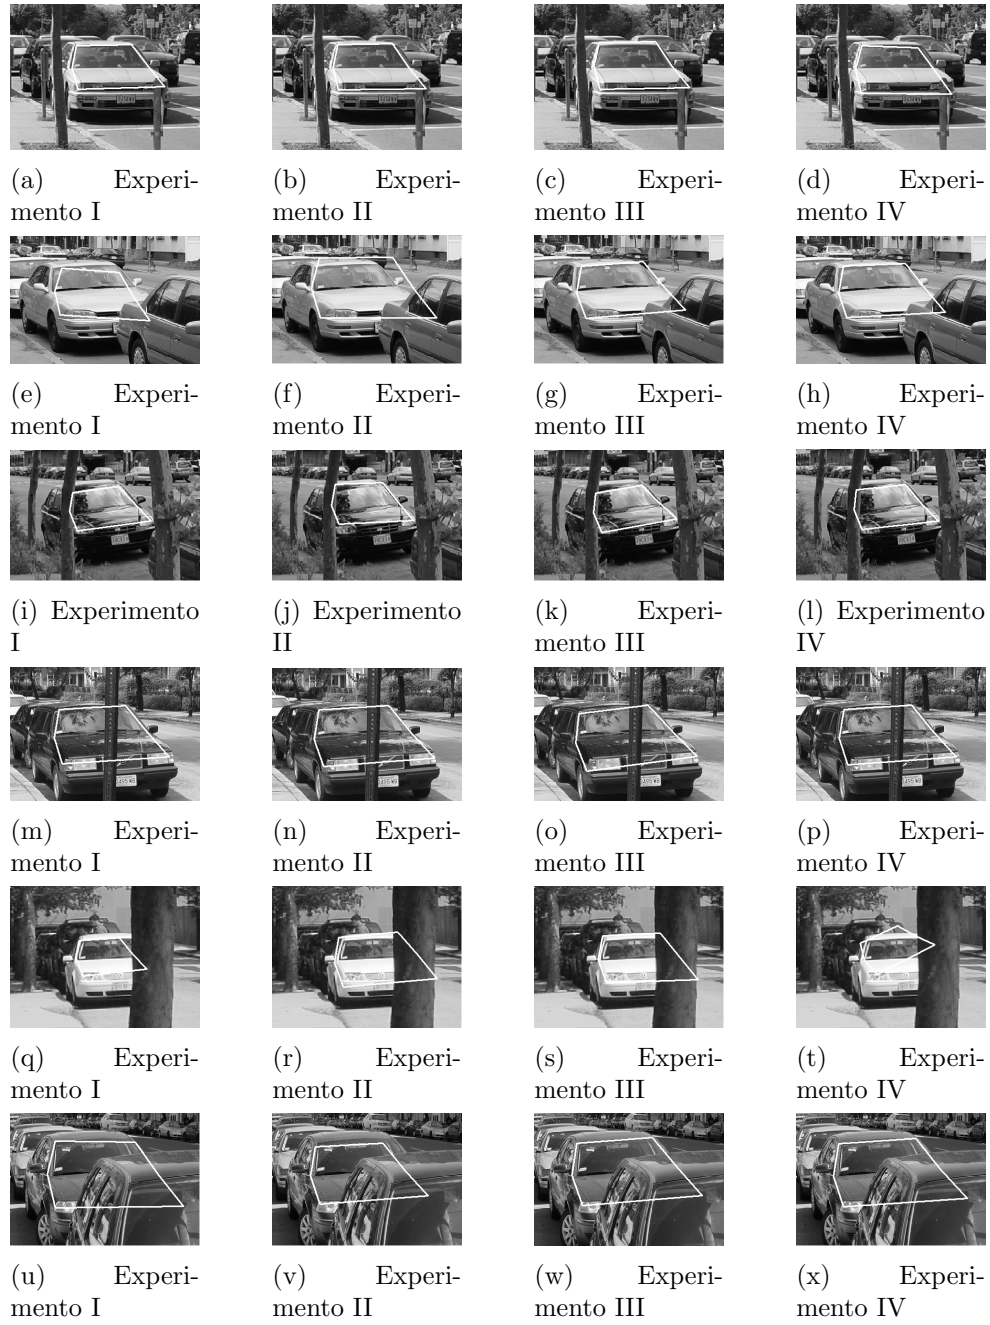 (a) Experi-
mento I
(b) Experi-
mento II
(c) Experi-
mento III
(d) Experi-
mento IV
(e) Experi-
mento I
(f) Experi-
mento II
(g) Experi-
mento III
(h) Experi-
mento IV
(i) Experimento
I
(j) Experimento
II
(k) Experi-
mento III
(l) Experimento
IV
(m) Experi-
mento I
(n) Experi-
mento II
(o) Experi-
mento III
(p) Experi-
mento IV
(q) Experi-
mento I
(r) Experi-
mento II
(s) Experi-
mento III
(t) Experi-
mento IV
(u) Experi-
mento I
(v) Experi-
mento II
(w) Experi-
mento III
(x) Experi-
mento IV